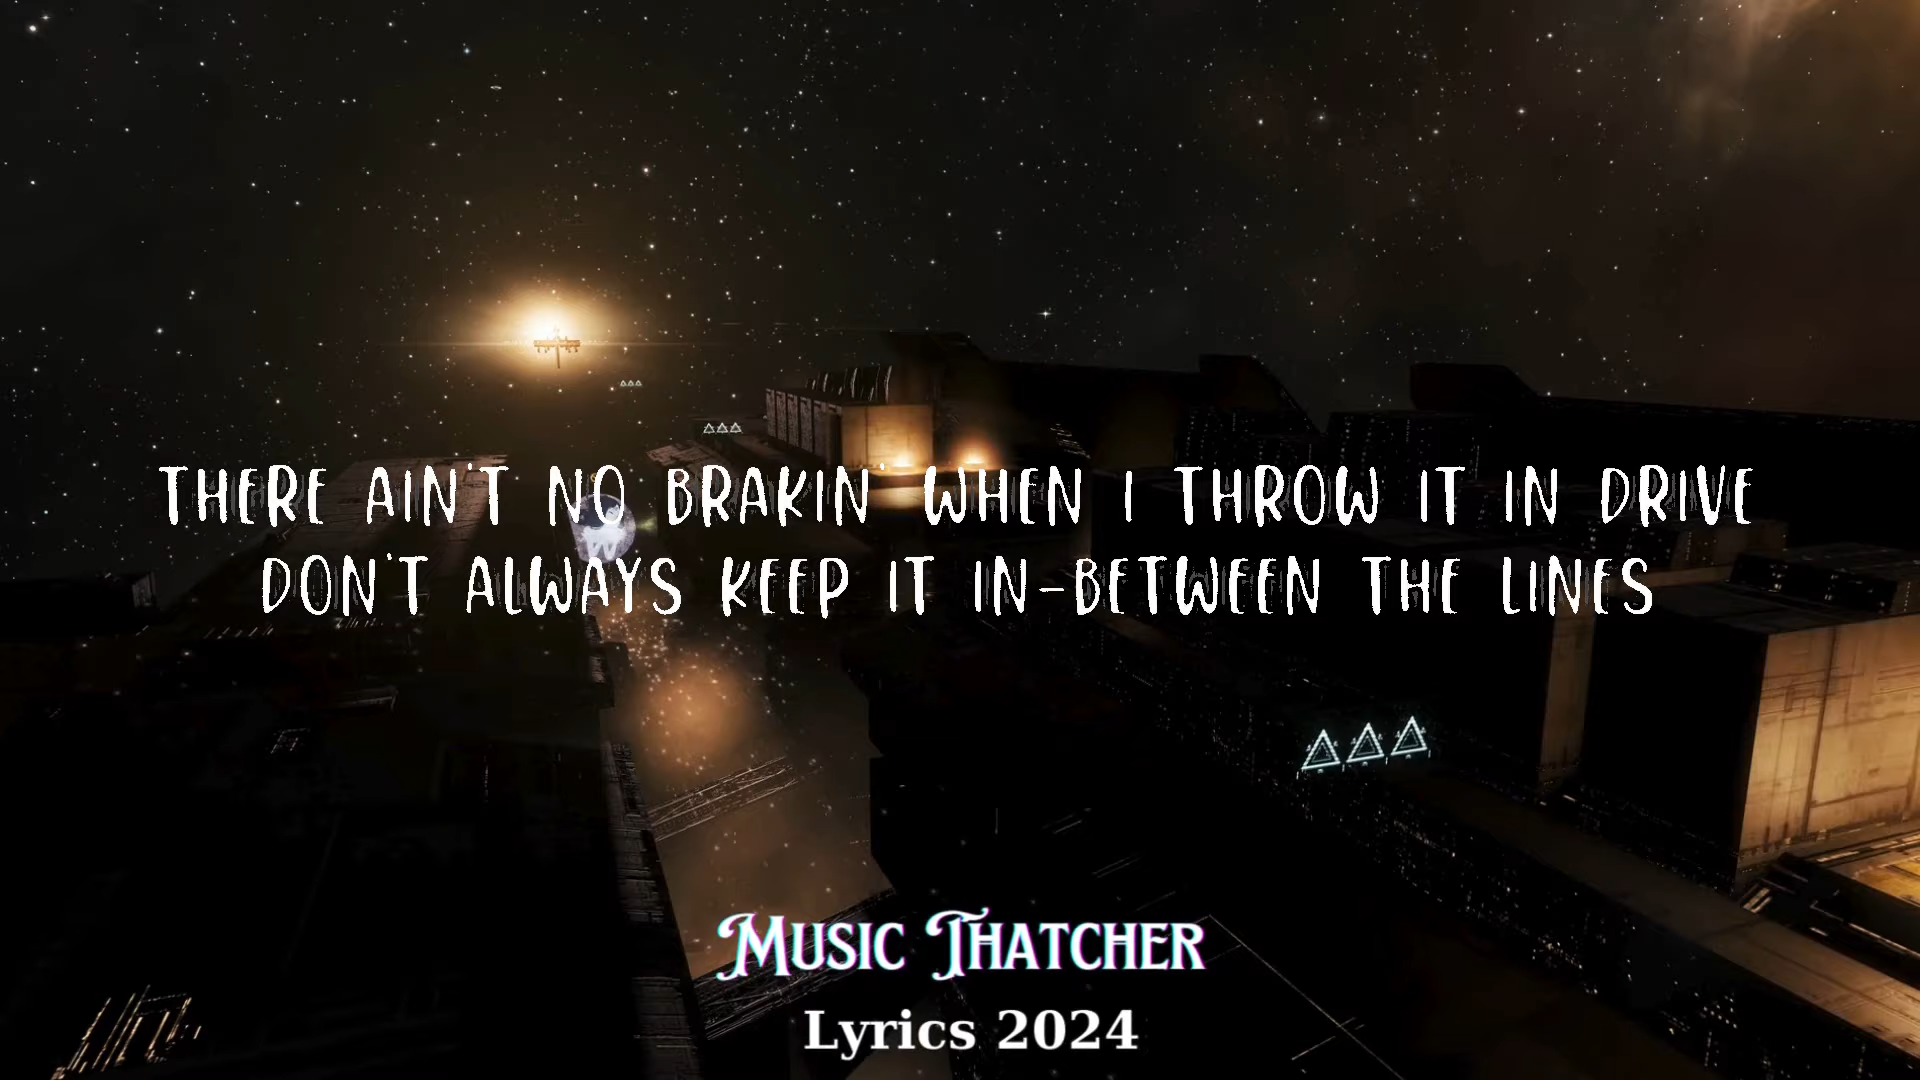 THERE AIN'T NO BRAKIN' WHEN I THROW IT IN DRIVE
DON'T ALWAYS KEEP IT IN-BETWEEN THE LINES
MUSIC THATCHER
Lyrics 2024